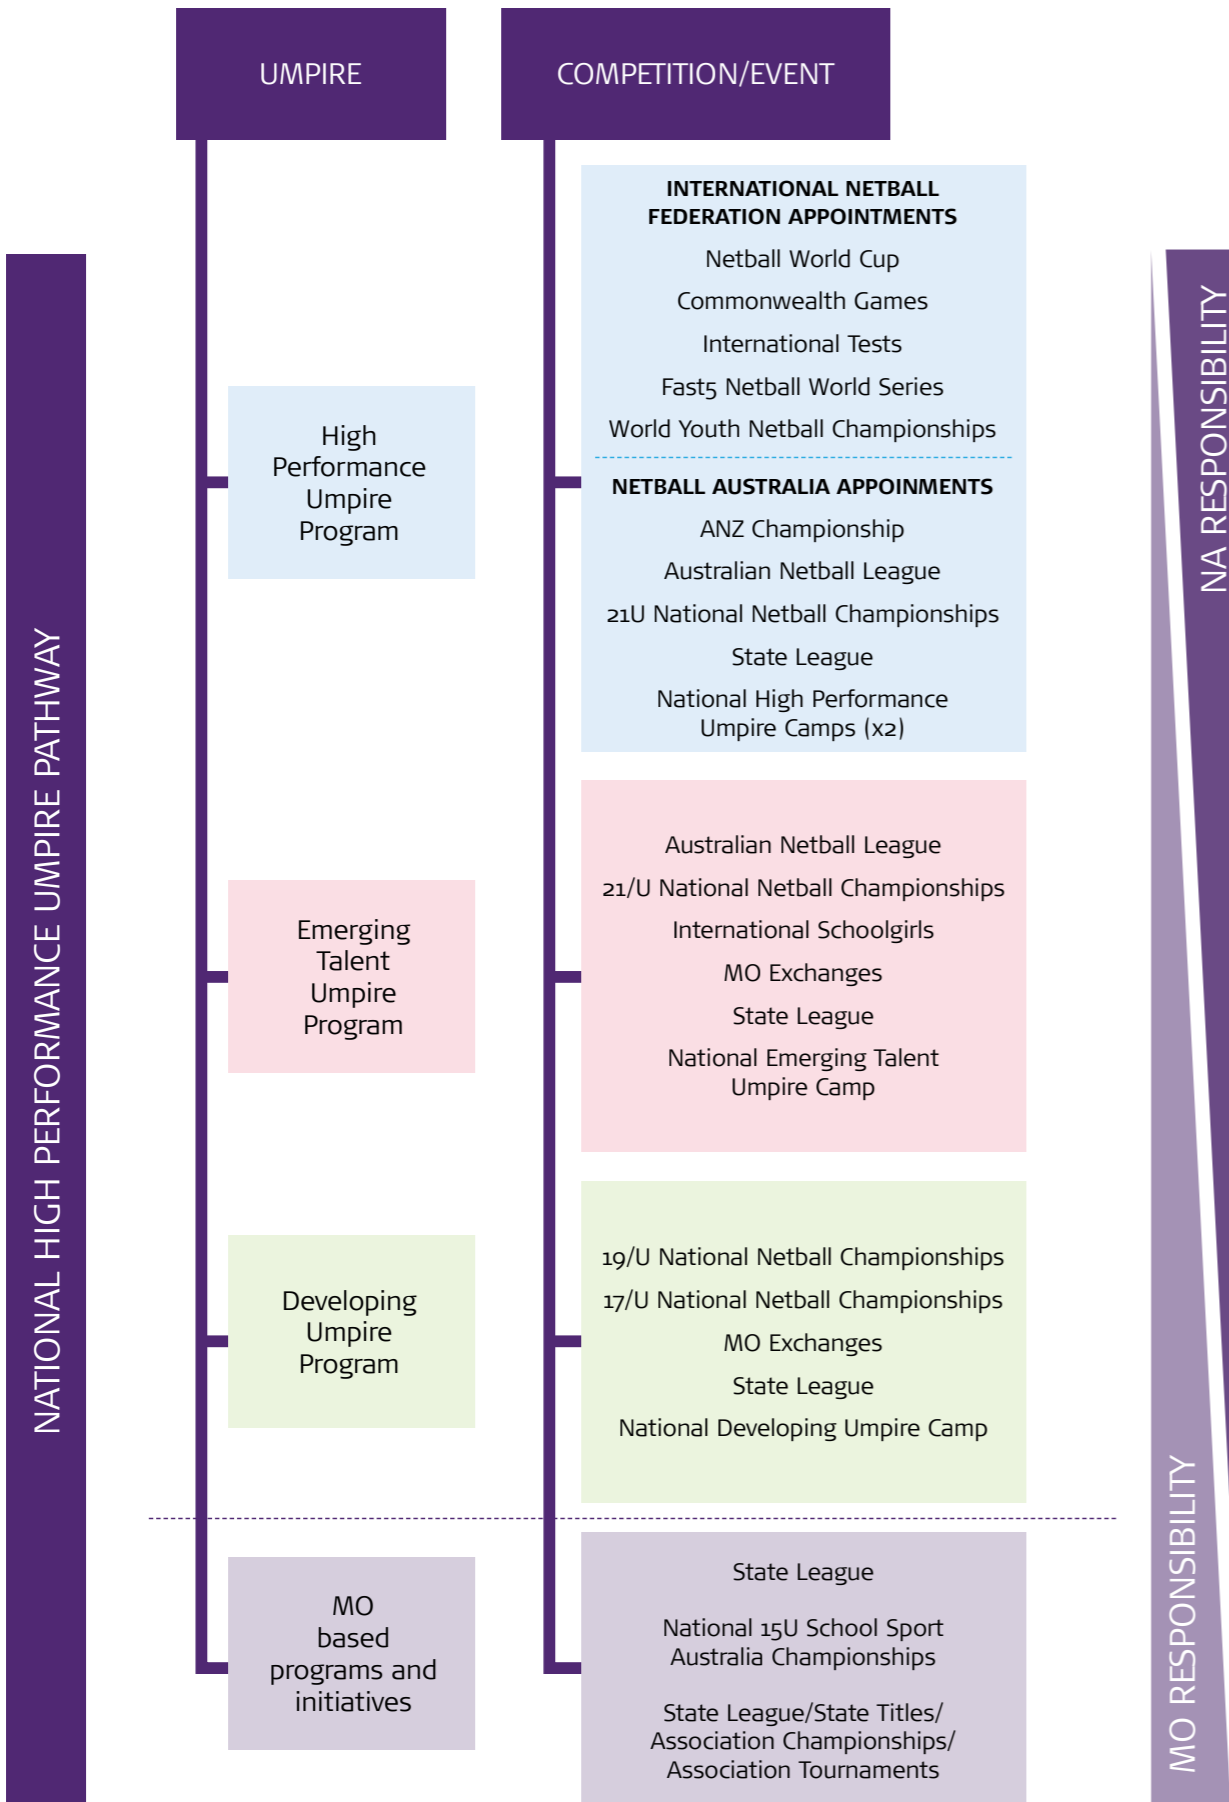 UMPIRE
COMPETITION/EVENT
NATIONAL HIGH PERFORMANCE UMPIRE PATHWAY
High
Performance
Umpire
Program
INTERNATIONAL NETBALL
FEDERATION APPOINTMENTS
Netball World Cup
Commonwealth Games
International Tests
Fast5 Netball World Series
World Youth Netball Championships
NETBALL AUSTRALIA APPOINMENTS
ANZ Championship
Australian Netball League
21U National Netball Championships
State League
National High Performance
Umpire Camps (x2)
Emerging
Talent
Umpire
Program
Australian Netball League
21/U National Netball Championships
International Schoolgirls
MO Exchanges
State League
National Emerging Talent
Umpire Camp
Developing
Umpire
Program
19/U National Netball Championships
17/U National Netball Championships
MO Exchanges
State League
National Developing Umpire Camp
MO
based
programs and
initiatives
State League
National 15U School Sport
Australia Championships
State League/State Titles/
Association Championships/
Association Tournaments
NA RESPONSIBILITY
MO RESPONSIBILITY